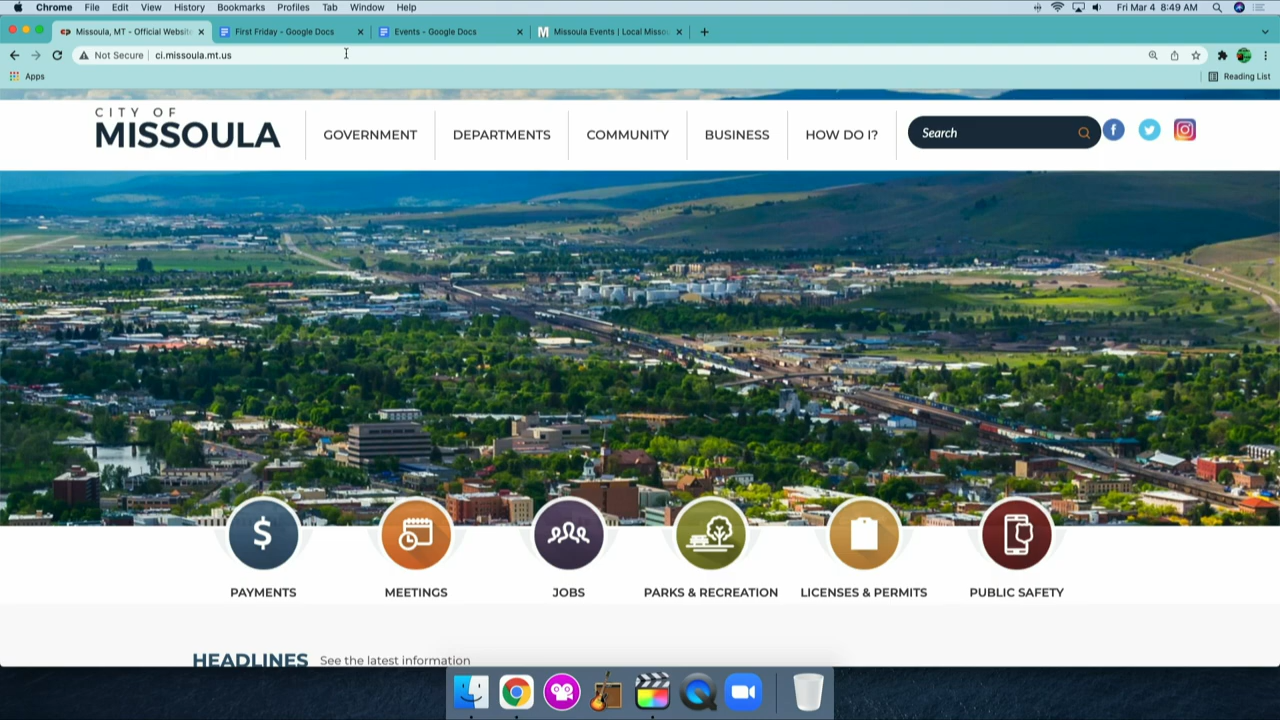 Chrome File Edit View History Bookmarks Profiles Tab Window Help Fri Mar 4 8:49 AM
Missoula, MT - Official Website First Friday - Google Docs Events - Google Docs Missoula Events | Local Misso
Not Secure ci.missoula.mt.us
Apps Reading List
CITY OF
MISSOULA
GOVERNMENT DEPARTMENTS COMMUNITY BUSINESS HOW DO I? Search
PAYMENTS MEETINGS JOBS PARKS & RECREATION LICENSES & PERMITS PUBLIC SAFETY
HEADLINES See the latest information